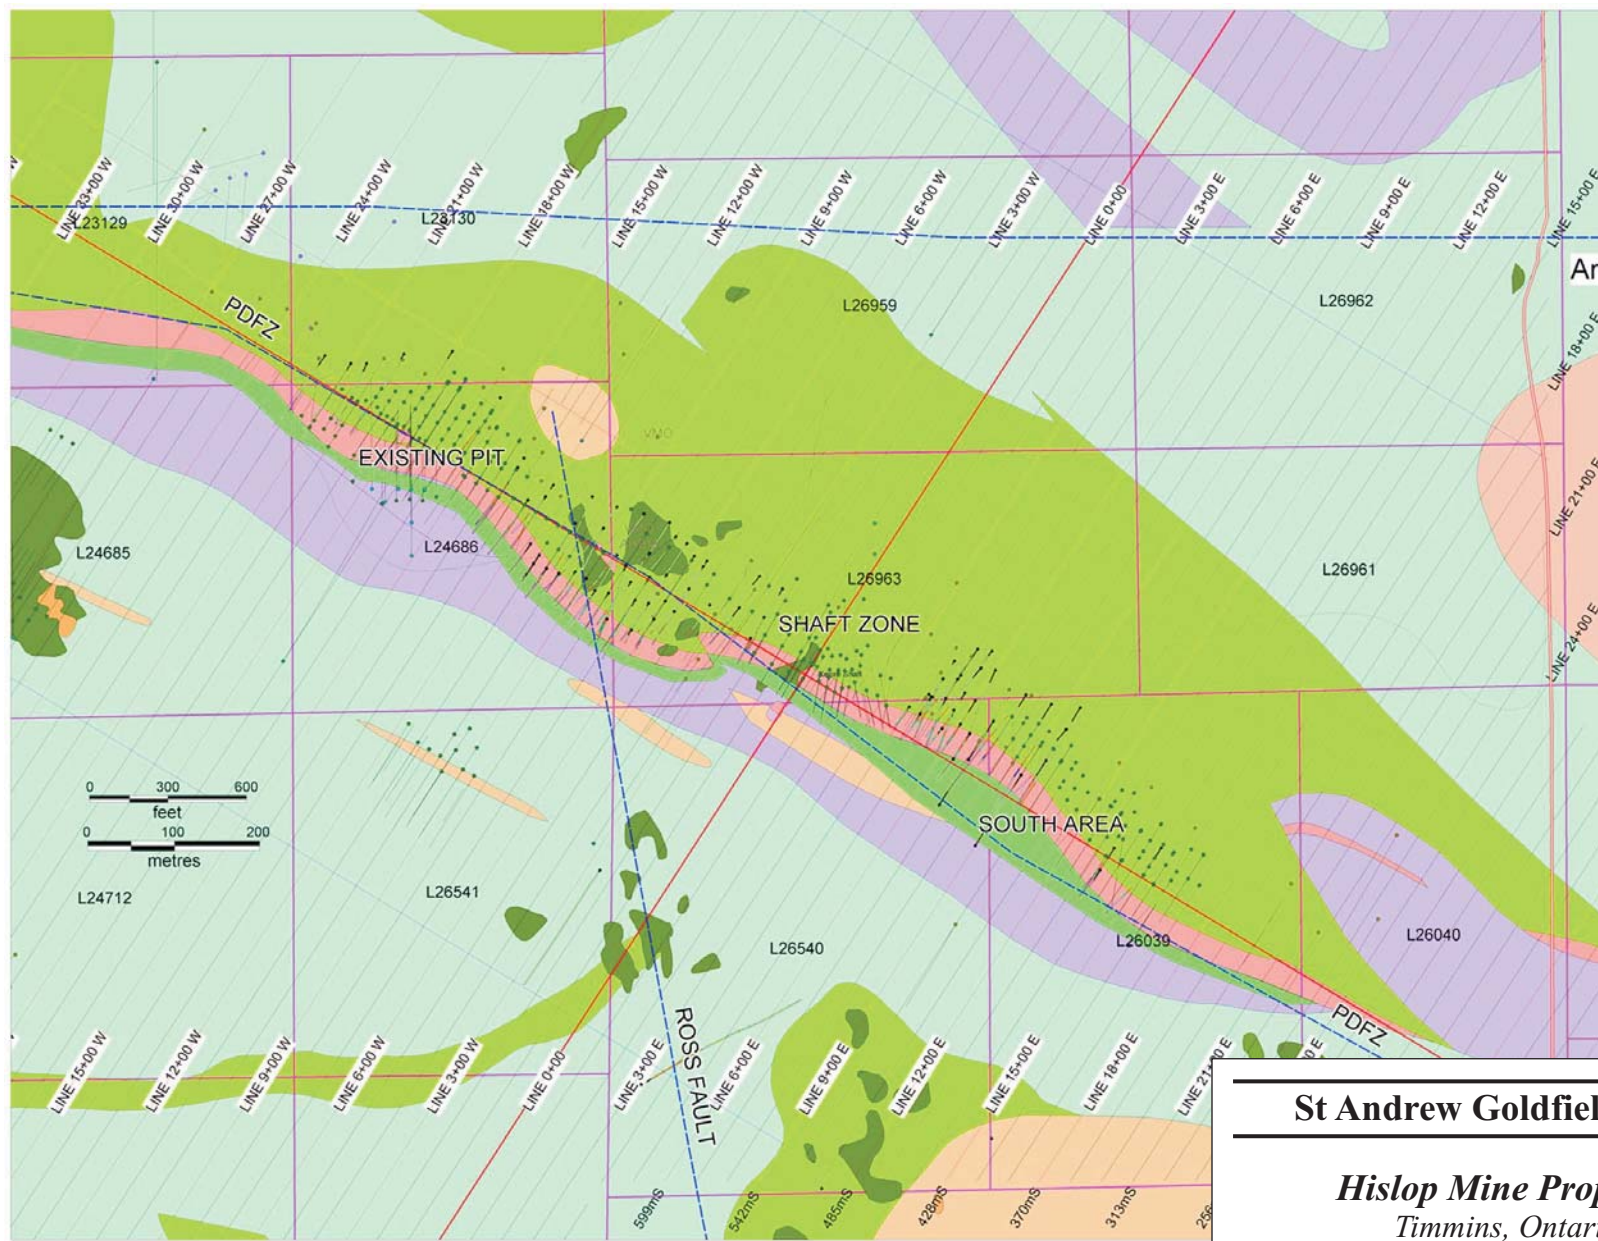 LINE 33+00 W
LINE 30+00 W
LINE 27+00 W
LINE 24+00 W
LINE 21+00 W
LINE 18+00 W
LINE 15+00 W
LINE 12+00 W
LINE 9+00 W
LINE 6+00 W
LINE 3+00 W
LINE 0+00
LINE 3+00 E
LINE 6+00 E
LINE 9+00 E
LINE 12+00 E
LINE 15+00 E
L23129
L23130
Ar
L26959
L26962
PDFZ
LINE 18+00 E
VMO
EXISTING PIT
LINE 21+00 E
L24685
L24686
L26963
L26961
SHAFT ZONE
LINE 24+00 E
0 300 600
feet
0 100 200
metres
SOUTH AREA
L24712
L26541
L26540
L26039
L26040
PDFZ
ROSS FAULT
LINE 15+00 W
LINE 12+00 W
LINE 9+00 W
LINE 6+00 W
LINE 3+00 W
LINE 0+00
LINE 3+00 E
LINE 6+00 E
LINE 9+00 E
LINE 12+00 E
LINE 15+00 E
LINE 18+00 E
LINE 21+
E
599mS
542mS
485mS
428mS
370mS
313mS
256
St Andrew Goldfiel
Hislop Mine Prop
Timmins, Ontar